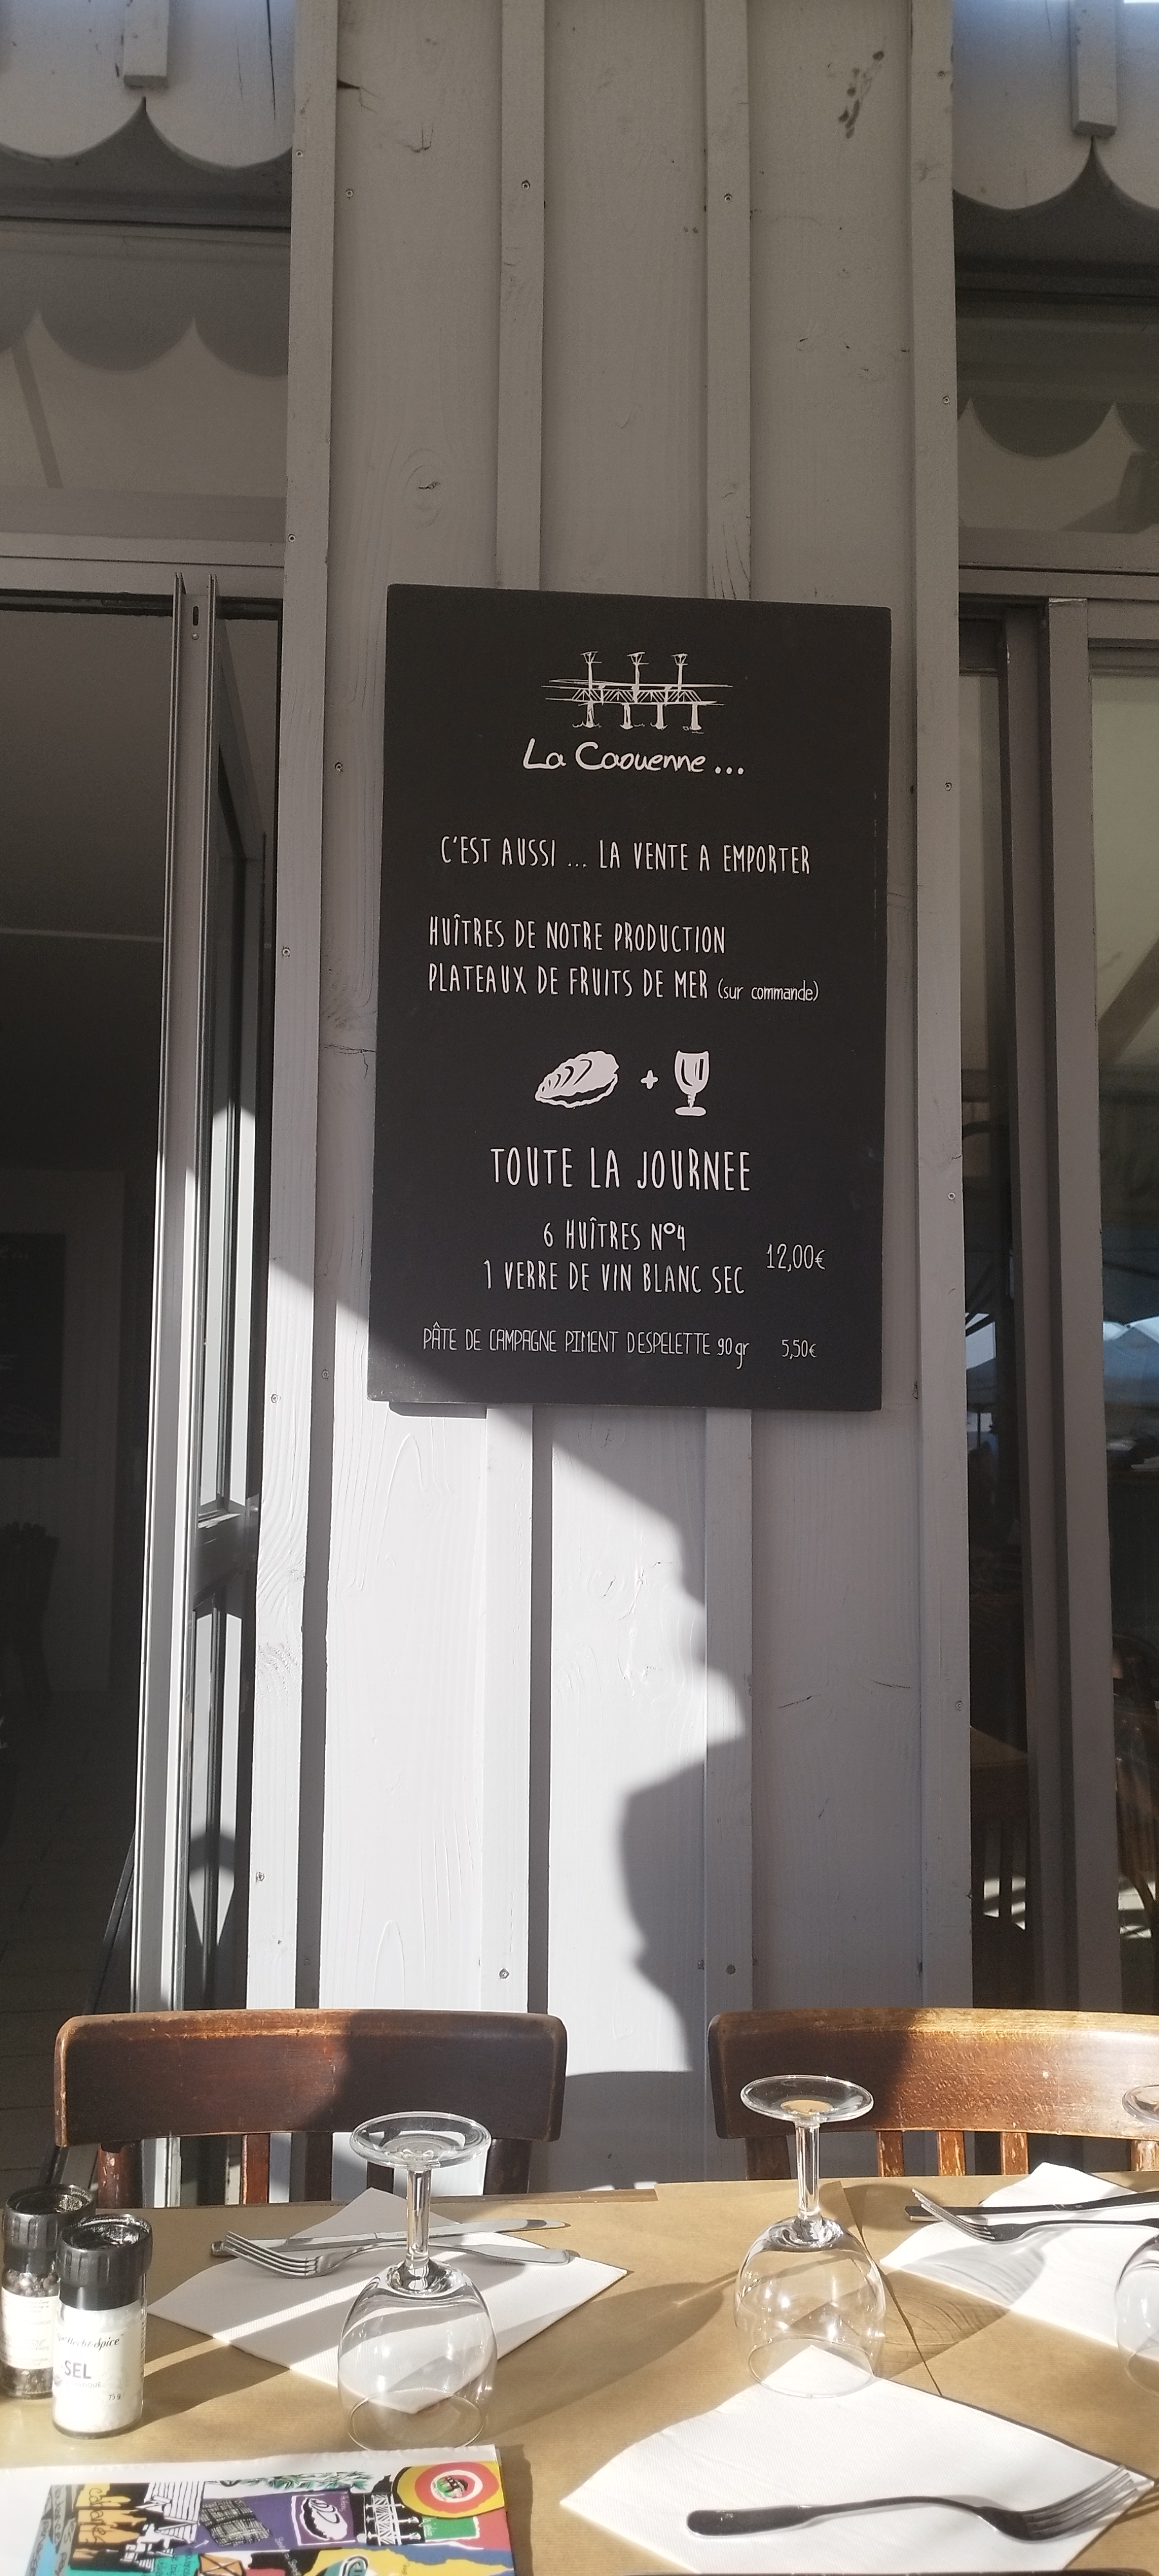 La Caouenne ...
C'EST AUSSI ... LA VENTE A EMPORTER
HUÎTRES DE NOTRE PRODUCTION
PLATEAUX DE FRUITS DE MER (sur commande)
+
TOUTE LA JOURNEE
6 HUÎTRES Nº4
1 VERRE DE VIN BLANC SEC 12,00€
PÂTE DE CAMPAGNE PIMENT DESPELETTE 90gr 5,50€
SEL